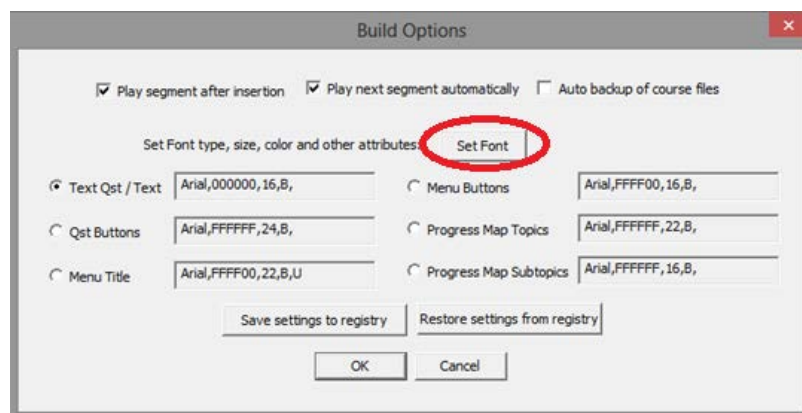 Build Options
Play segment after insertion Play next segment automatically Auto backup of course files
Set Font type, size, color and other attributes: Set Font
Text Qst / Text Arial,000000,16,B, Menu Buttons Arial,FFFF00,16,B,
Qst Buttons Arial,FFFFFF,24,B, Progress Map Topics Arial,FFFFFF,22,B,
Menu Title Arial,FFFF00,22,B,U Progress Map Subtopics Arial,FFFFFF,16,B,
Save settings to registry Restore settings from registry
OK Cancel